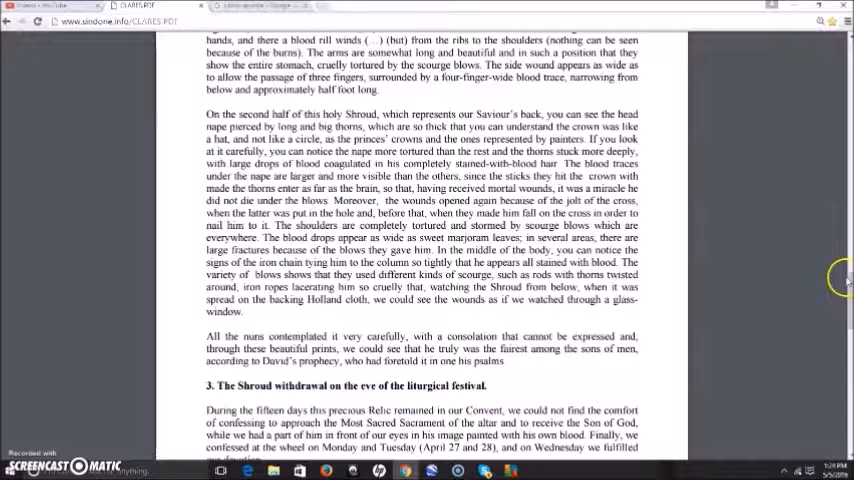 YouTube
CLARES.PDF
www.sindone.info/CLARES.PDF
hands, and there a blood rill winds (…) (but) from the ribs to the shoulders (nothing can be seen
because of the burns). The arms are somewhat long and beautiful and in such a position that they
show the entire stomach, cruelly tortured by the scourge blows. The side wound appears as wide as
to allow the passage of three fingers, surrounded by a four-finger-wide blood trace, narrowing from
below and approximately half foot long.
On the second half of this holy Shroud, which represents our Saviour's back, you can see the head
nape pierced by long and big thorns, which are so thick that you can understand the crown was like
a hat, and not like a circle, as the princes' crowns and the ones represented by painters. If you look
at it carefully, you can notice the nape more tortured than the rest and the thorns stuck more deeply,
with large drops of blood coagulated in his completely stained-with-blood hair The blood traces
under the nape are larger and more visible than the others, since the sticks they hit the crown with
made the thorns enter as far as the brain, so that, having received mortal wounds, it was a miracle he
did not die under the blows. Moreover, the wounds opened again because of the jolt of the cross,
when the latter was put in the hole and, before that, when they made him fall on the cross in order to
nail him to it. The shoulders are completely tortured and stormed by scourge blows which are
everywhere. The blood drops appear as wide as sweet marjoram leaves; in several areas, there are
large fractures because of the blows they gave him. In the middle of the body, you can notice the
signs of the iron chain tying him to the column so tightly that he appears all stained with blood. The
variety of blows shows that they used different kinds of scourge, such as rods with thorns twisted
around, iron ropes lacerating him so cruelly that, watching the Shroud from below, when it was
spread on the backing Holland cloth, we could see the wounds as if we watched through a glass-
window.
All the nuns contemplated it very carefully, with a consolation that cannot be expressed and,
through these beautiful prints, we could see that he truly was the fairest among the sons of men,
according to David's prophecy, who had foretold it in one his psalms
3. The Shroud withdrawal on the eve of the liturgical festival.
During the fifteen days this precious Relic remained in our Convent, we could not find the comfort
of confessing to approach the Most Sacred Sacrament of the altar and to receive the Son of God,
while we had a part of him in front of our eyes in his image painted with his own blood. Finally, we
confessed at the wheel on Monday and Tuesday (April 27 and 28), and on Wednesday we fulfilled
our devotion
Recorded with
SCREENCAST MATIC
anything.
1:24 PM
5/5/2016